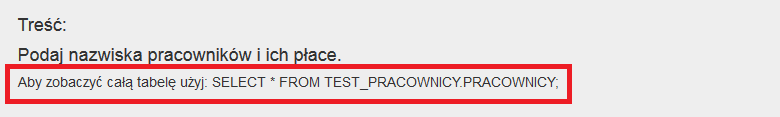 Treść:
Podaj nazwiska pracowników i ich płace.
Aby zobaczyć całą tabelę użyj: SELECT * FROM TEST_PRACOWNICY.PRACOWNICY;